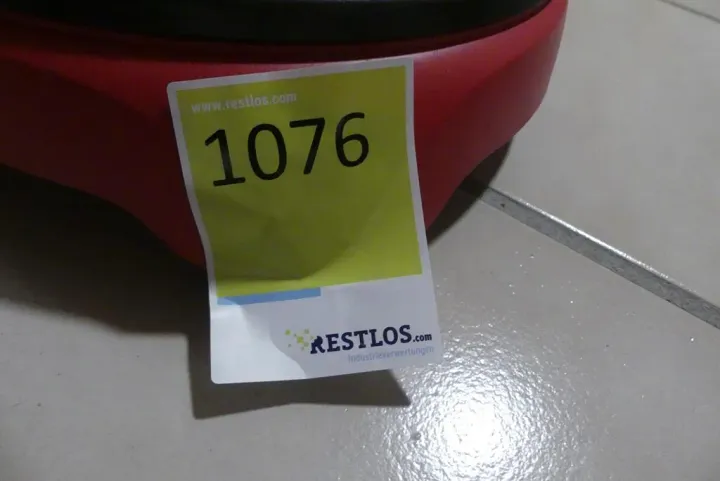 www.restlos.com
1076
RESTLOS.com
Industrieverwertungen